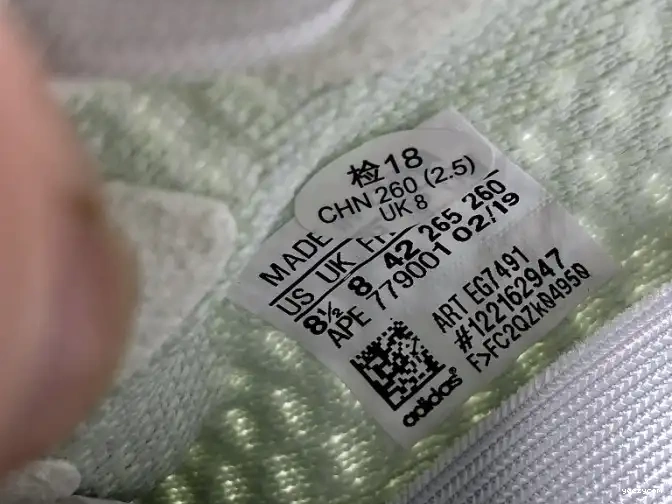 检18
CHN 260 (2.5)
UK 8
MADE
US UK FR
8½ 8 42 265 260
APE 779001 02/19
ART EG7491
#122162947
F>FC2QZk04950
adidas®